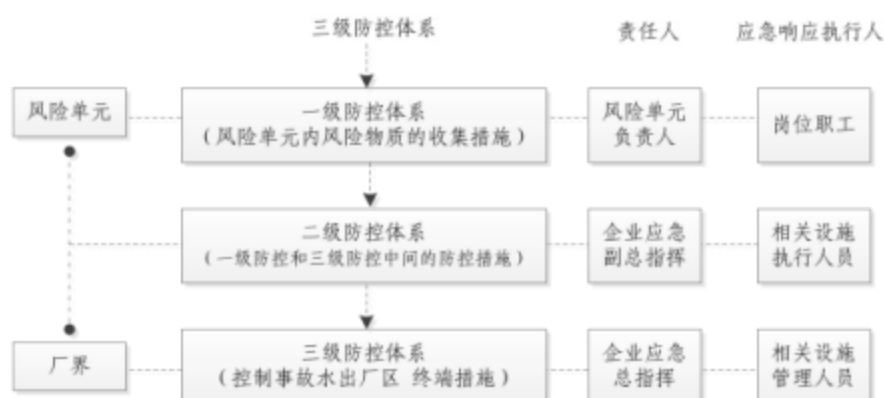 三级防控体系 责任人 应急响应执行人
风险单元
一级防控体系
(风险单元内风险物质的收集措施)
风险单元
负责人
岗位职工
二级防控体系
(一级防控和三级防控中间的防控措施)
企业应急
副总指挥
相关设施
执行人员
厂界
三级防控体系
(控制事故水出厂区 终端措施)
企业应急
总指挥
相关设施
管理人员